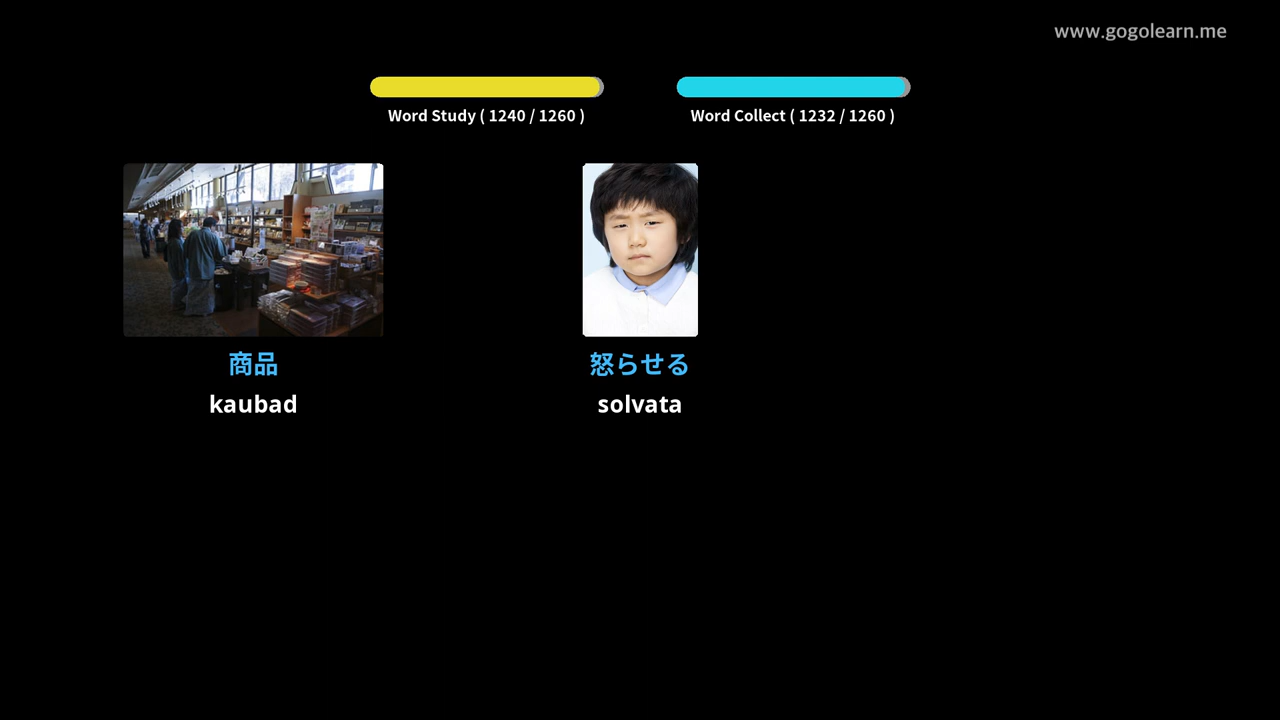 www.gogolearn.me
Word Study ( 1240 / 1260 )
Word Collect ( 1232 / 1260 )
商品
kaubad
怒らせる
solvata